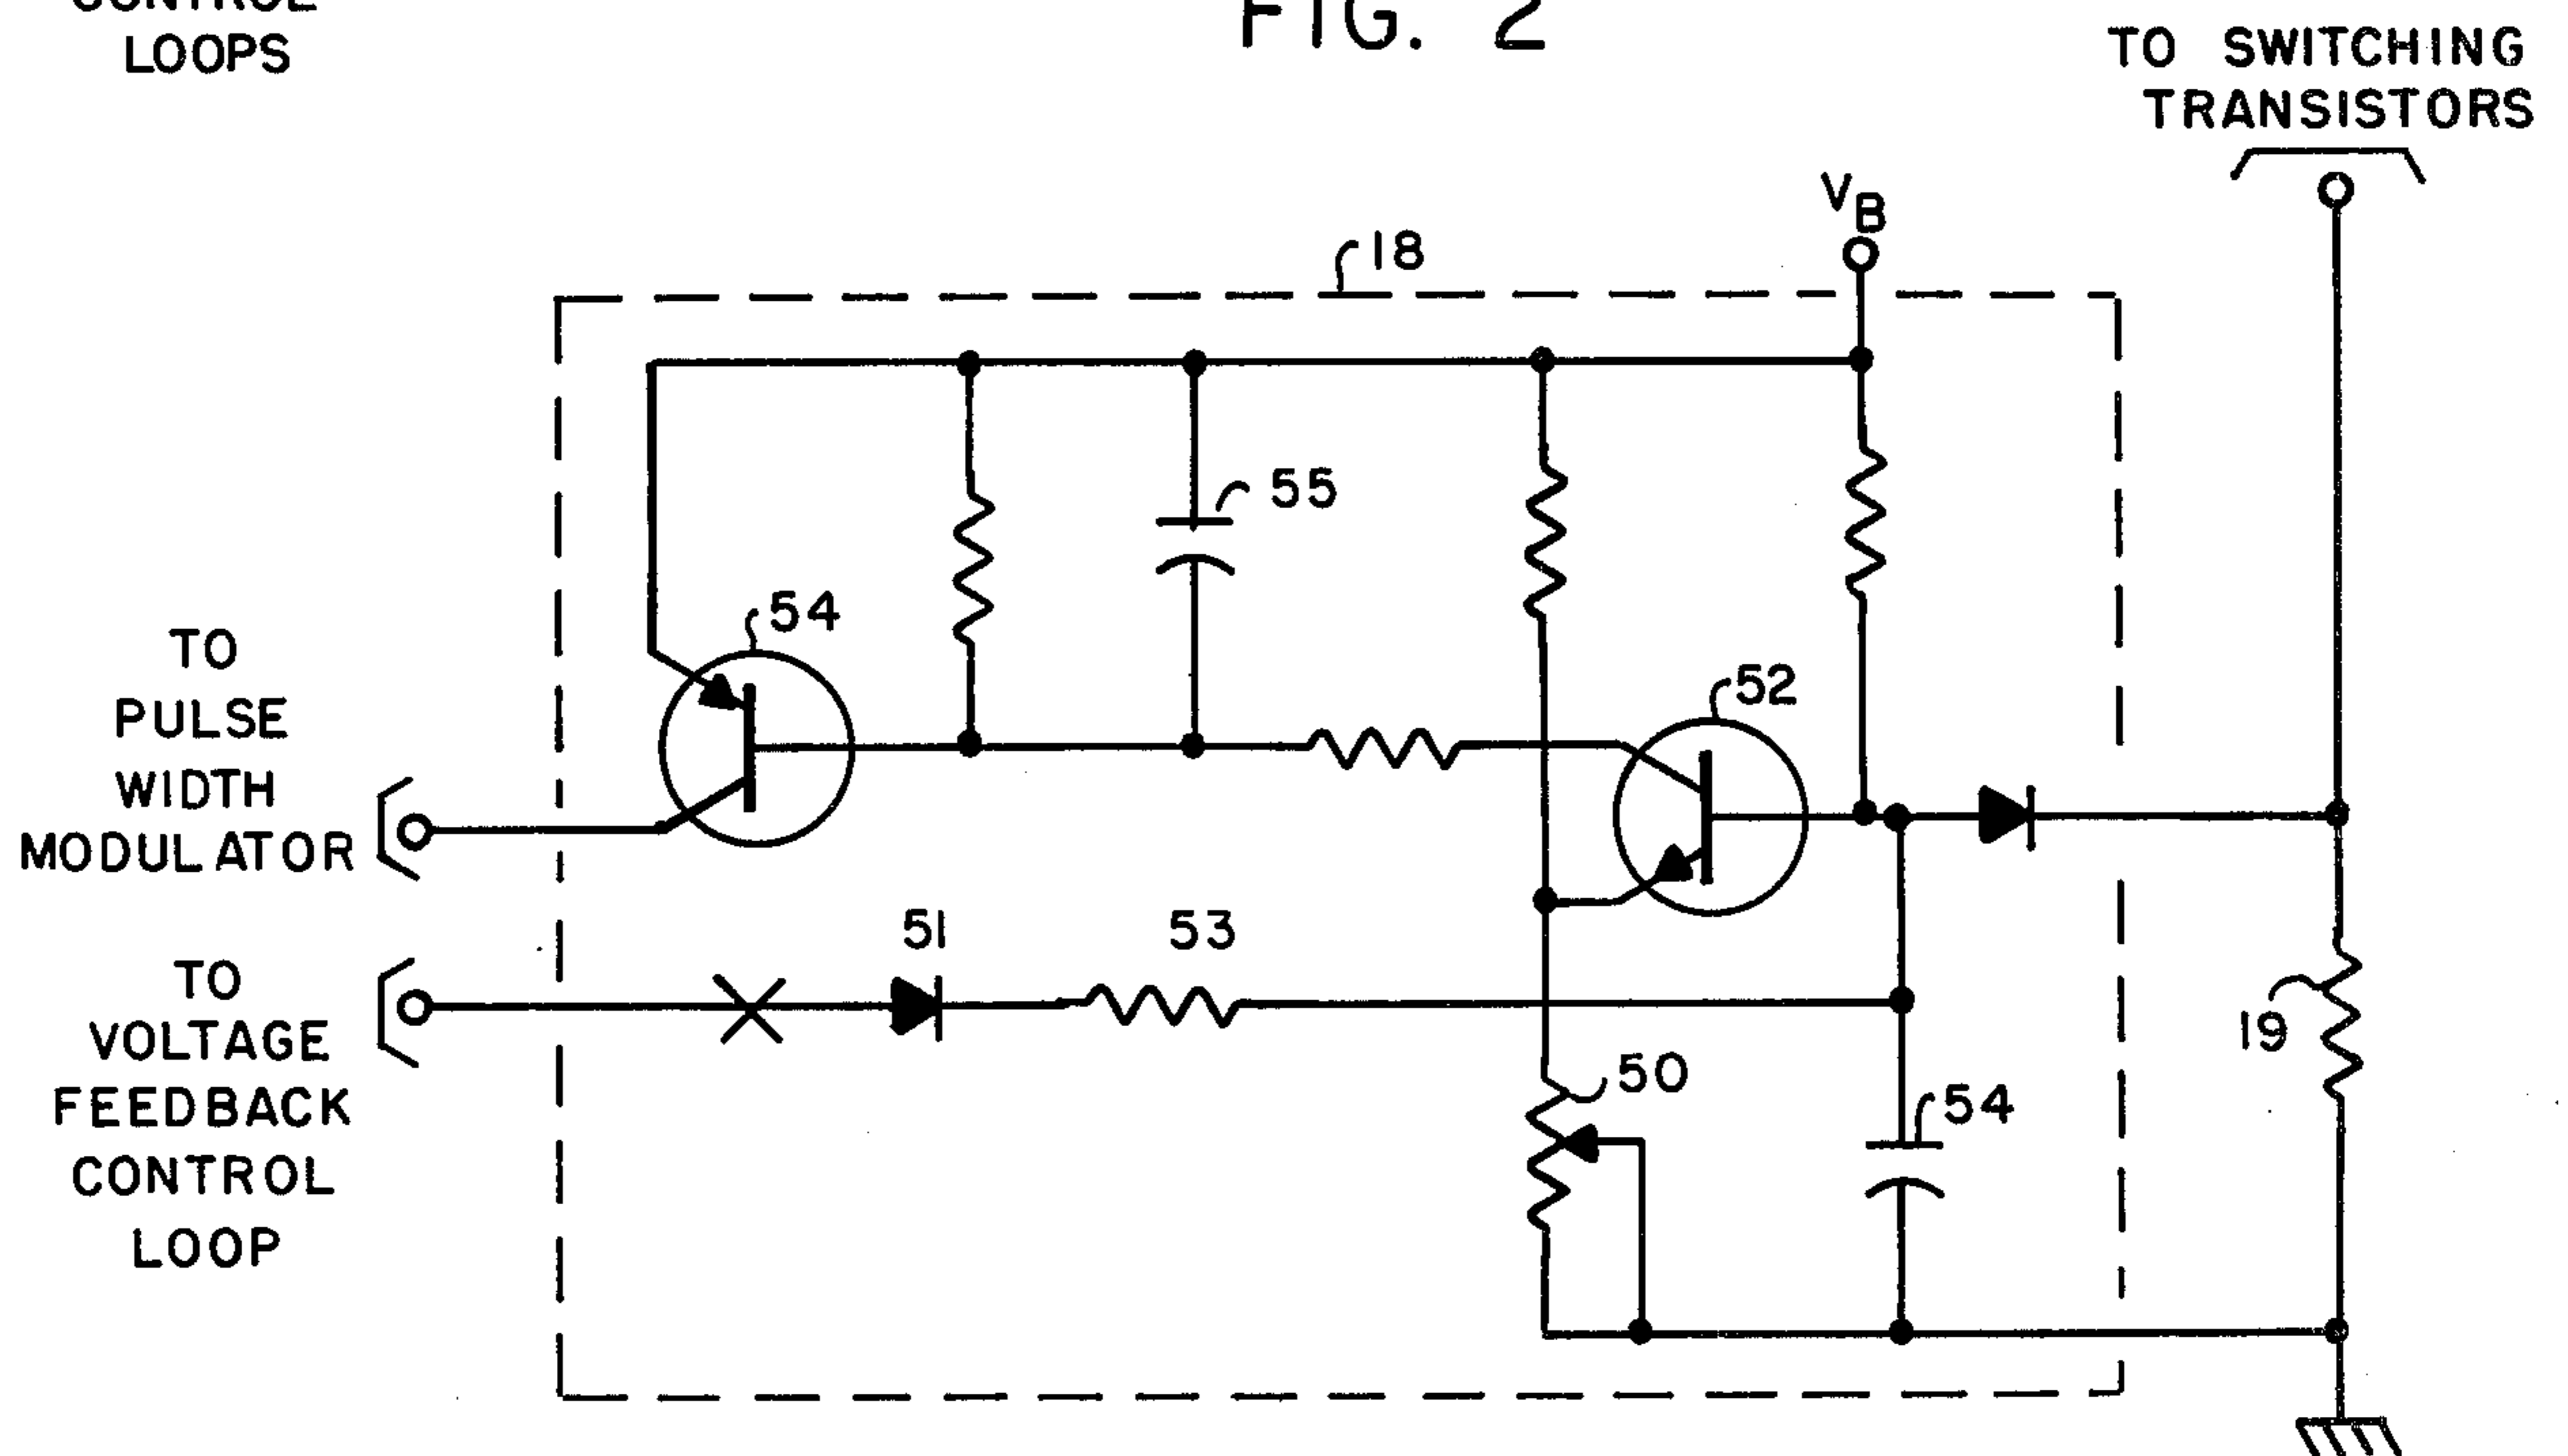 CONTROL
LOOPS
FIG. 2
TO SWITCHING
TRANSISTORS
VB
18
55
54
52
TO
PULSE
WIDTH
MODULATOR
51
53
TO
VOLTAGE
FEEDBACK
CONTROL
LOOP
50
54
19